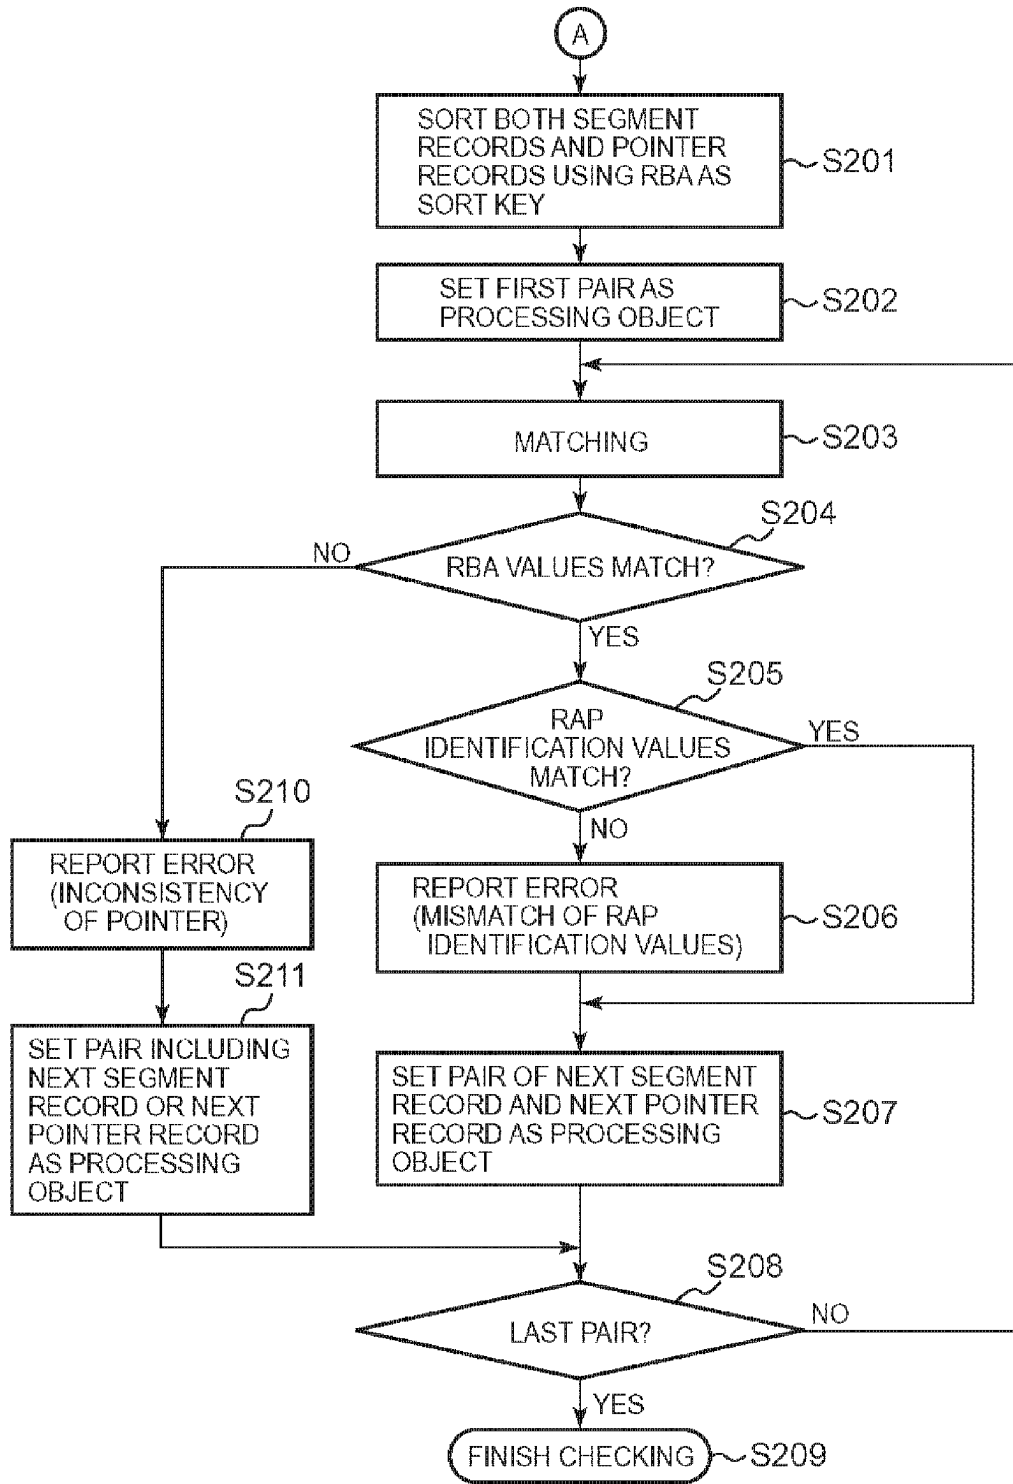 A
SORT BOTH SEGMENT
RECORDS AND POINTER
RECORDS USING RBA AS
SORT KEY
S201
SET FIRST PAIR AS
PROCESSING OBJECT
S202
MATCHING
S203
S204
NO
RBA VALUES MATCH?
YES
S205
RAP
IDENTIFICATION VALUES
MATCH?
YES
NO
S210
REPORT ERROR
(INCONSISTENCY
OF POINTER)
REPORT ERROR
(MISMATCH OF RAP
IDENTIFICATION VALUES)
S206
S211
SET PAIR INCLUDING
NEXT SEGMENT
RECORD OR NEXT
POINTER RECORD
AS PROCESSING
OBJECT
SET PAIR OF NEXT SEGMENT
RECORD AND NEXT POINTER
RECORD AS PROCESSING
OBJECT
S207
S208
LAST PAIR?
NO
YES
FINISH CHECKING
S209